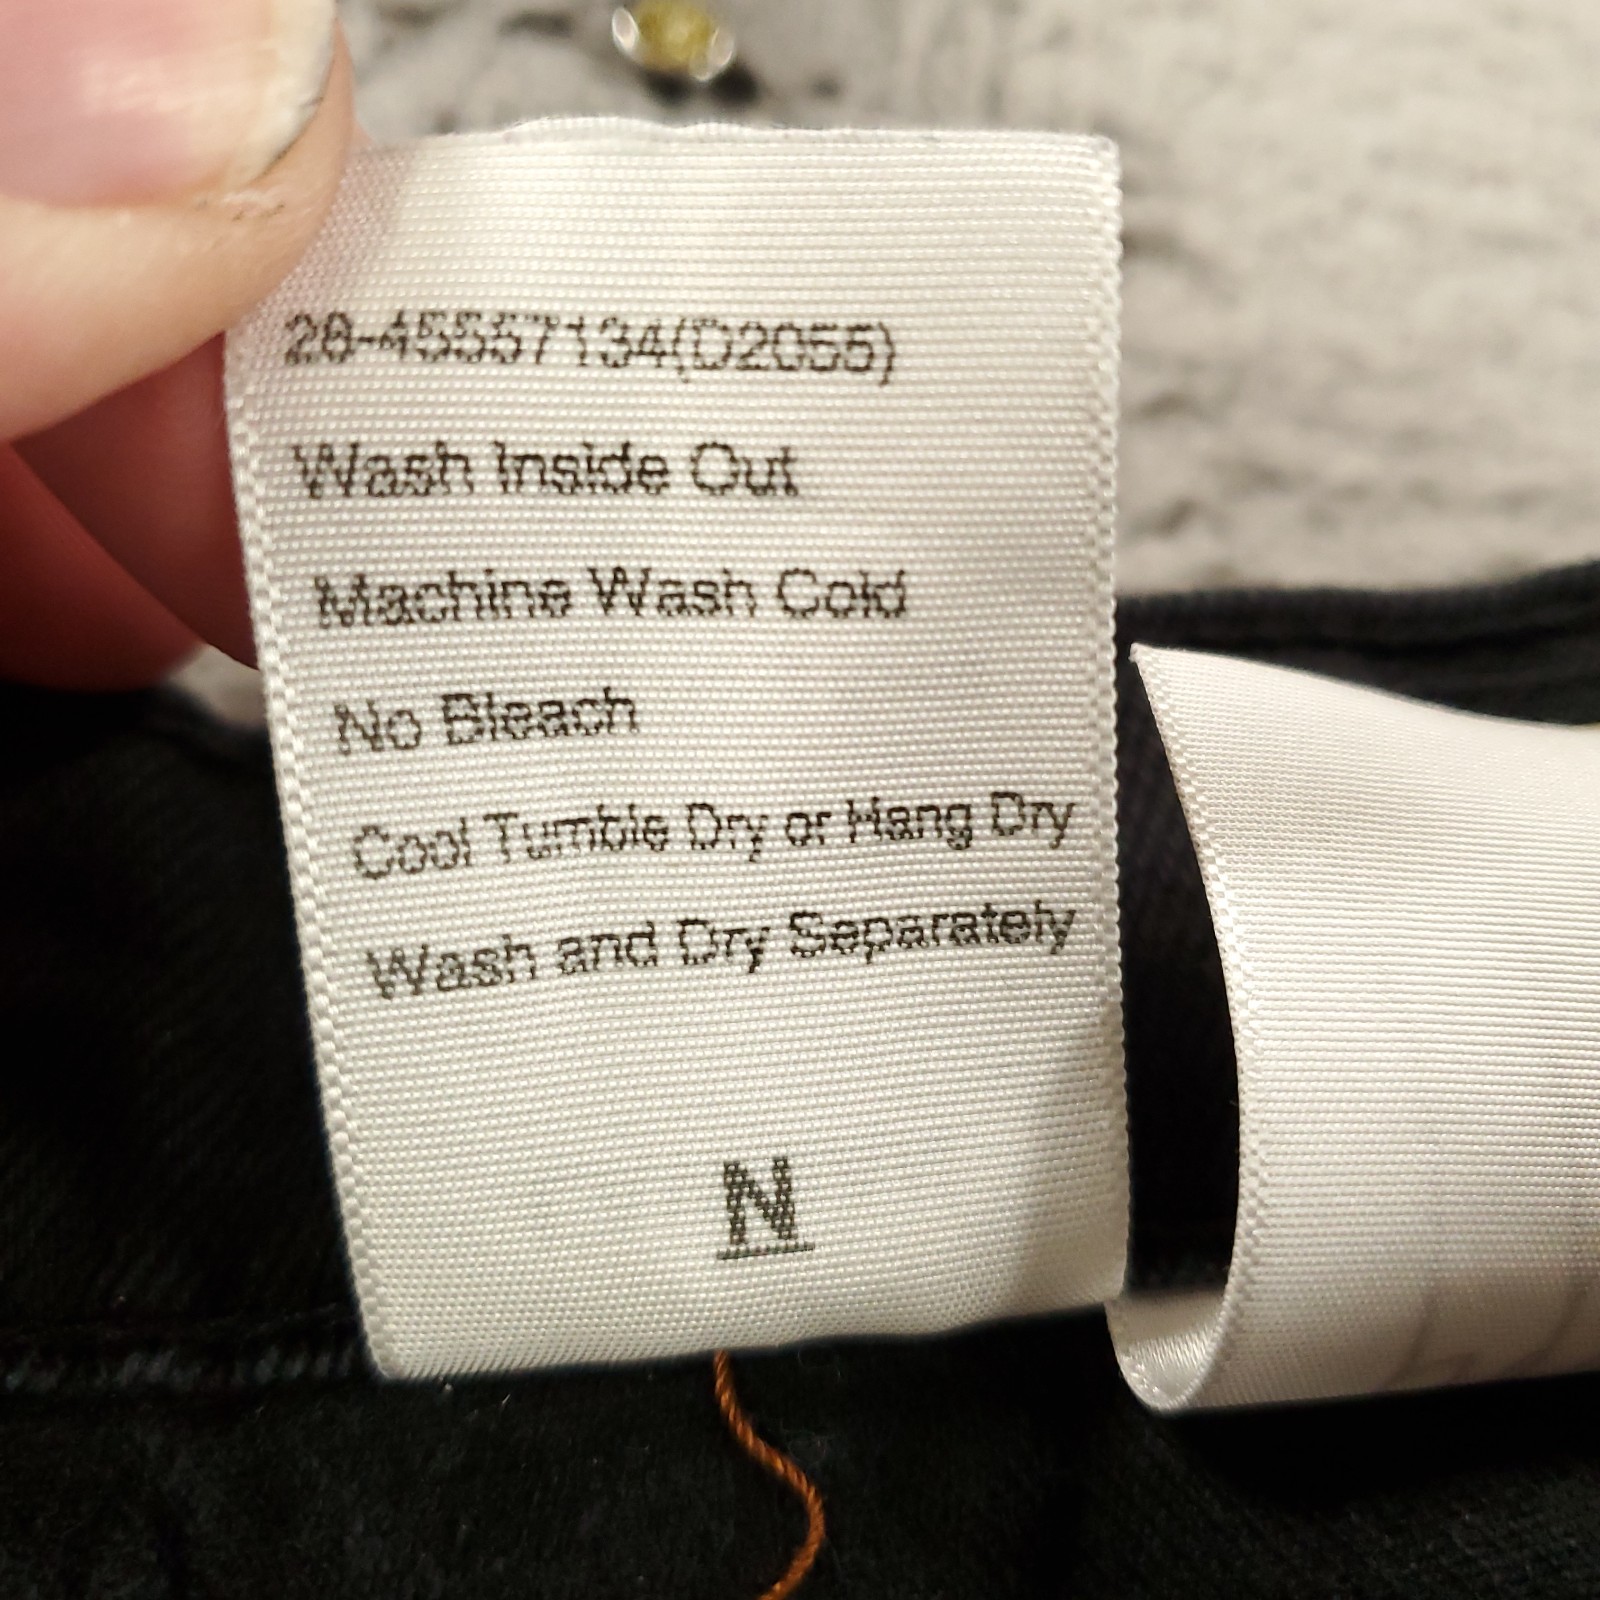 28-45557134(D2055)
Wash Inside Out
Machine Wash Cold
No Bleach
Cool Tumble Dry or Hang Dry
Wash and Dry Separately
N